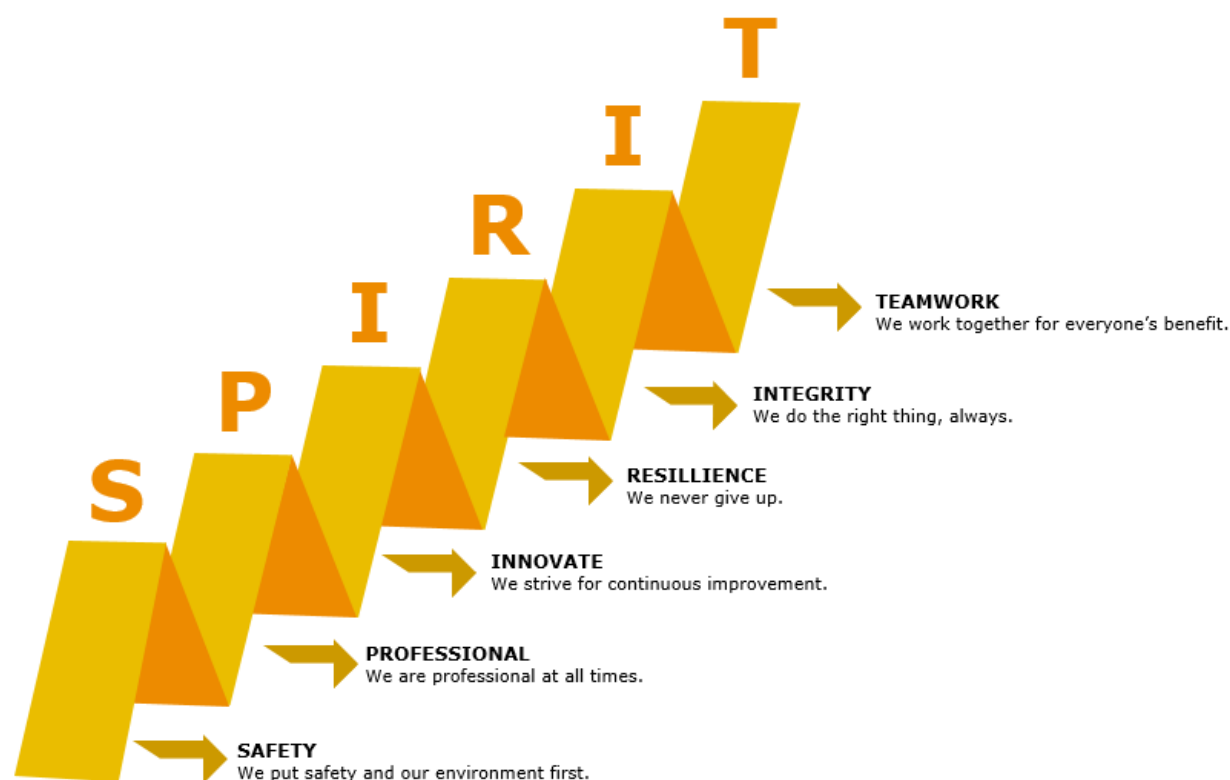 T
I
R
I
P
S
TEAMWORK
We work together for everyone’s benefit.
INTEGRITY
We do the right thing, always.
RESILLIENCE
We never give up.
INNOVATE
We strive for continuous improvement.
PROFESSIONAL
We are professional at all times.
SAFETY
We put safety and our environment first.